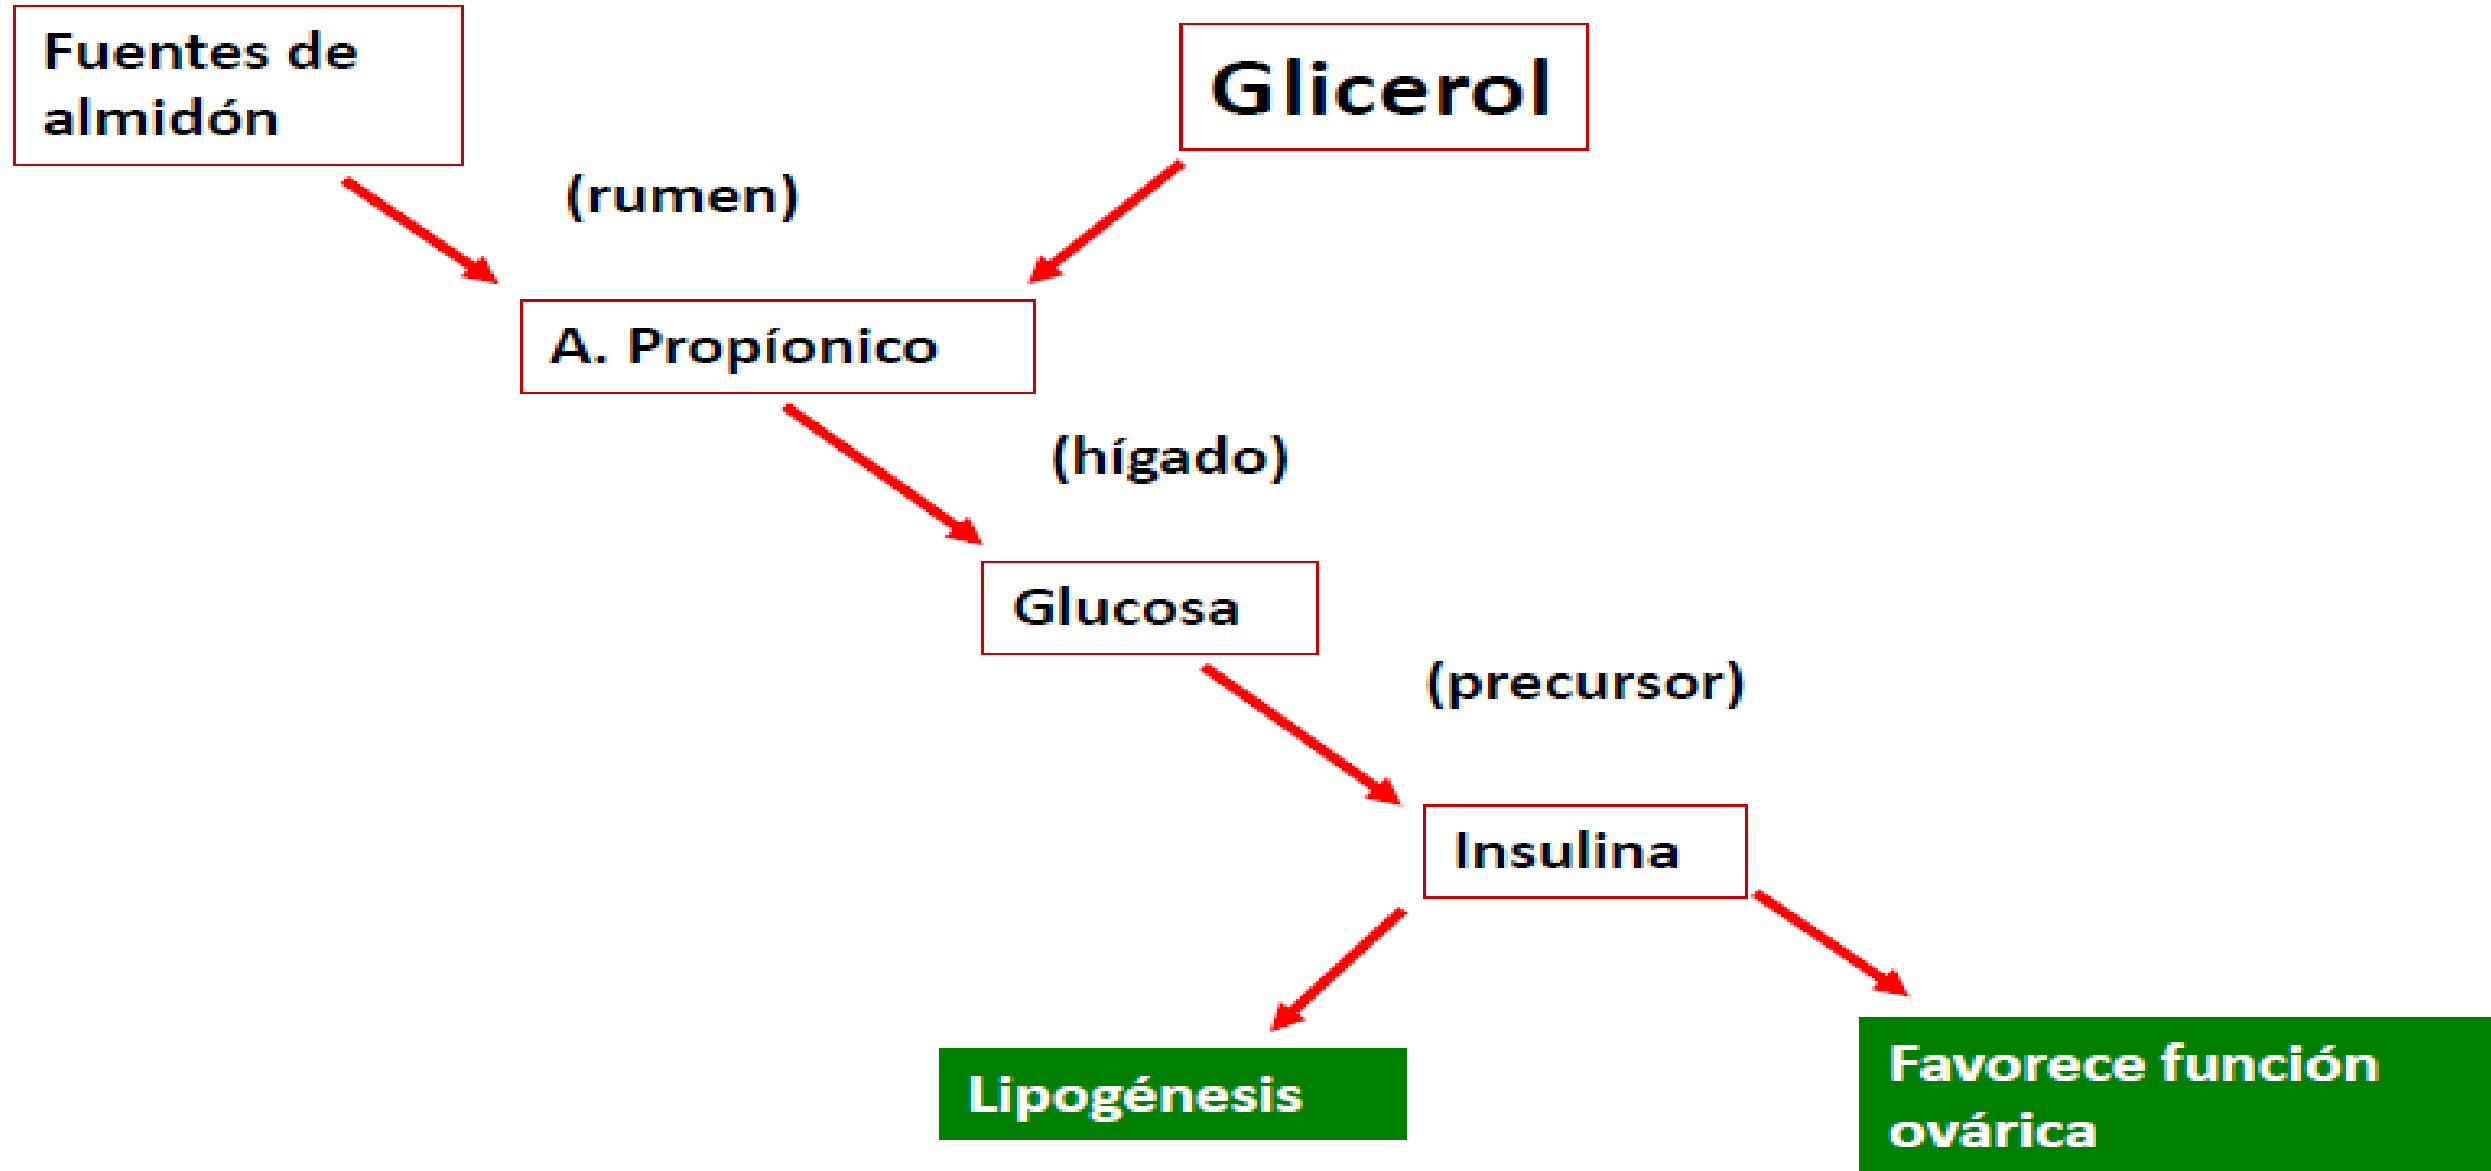 Fuentes de
almidón
Glicerol
(rumen)
A. Propíonico
(hígado)
Glucosa
(precursor)
Insulina
Lipogénesis
Favorece función
ovárica